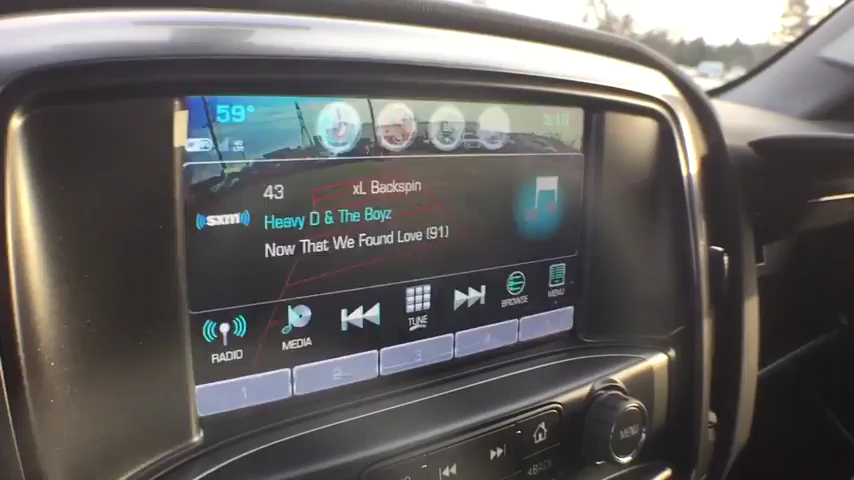 59°
43 xL Backspin
sxm
Heavy D & The Boyz
Now That We Found Love (91)
RADIO
MEDIA
TUNE
BROWSE
MENU
1 2 3 4
MENU
BACK